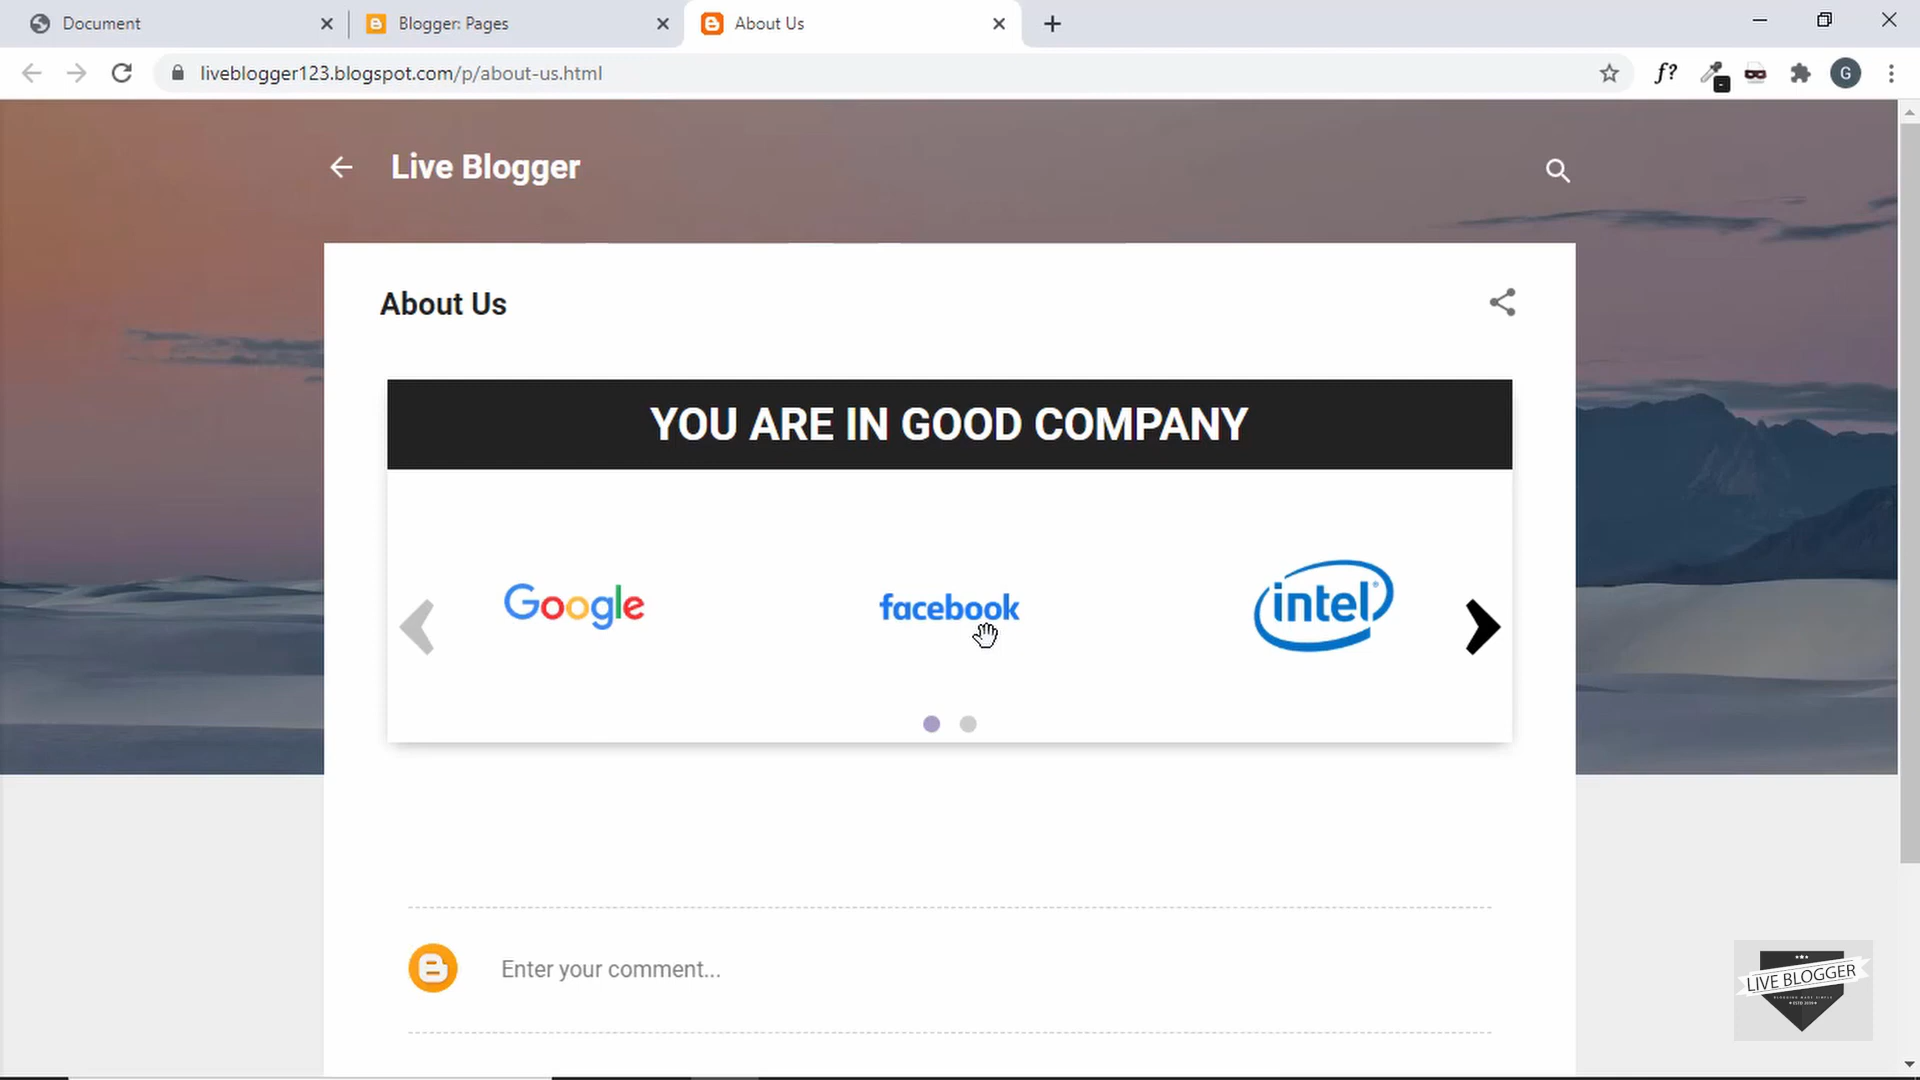 Document
Blogger: Pages
About Us
liveblogger123.blogspot.com/p/about-us.html
f?
G
Live Blogger
About Us
YOU ARE IN GOOD COMPANY
Google
facebook
intel
Enter your comment...
LIVE BLOGGER